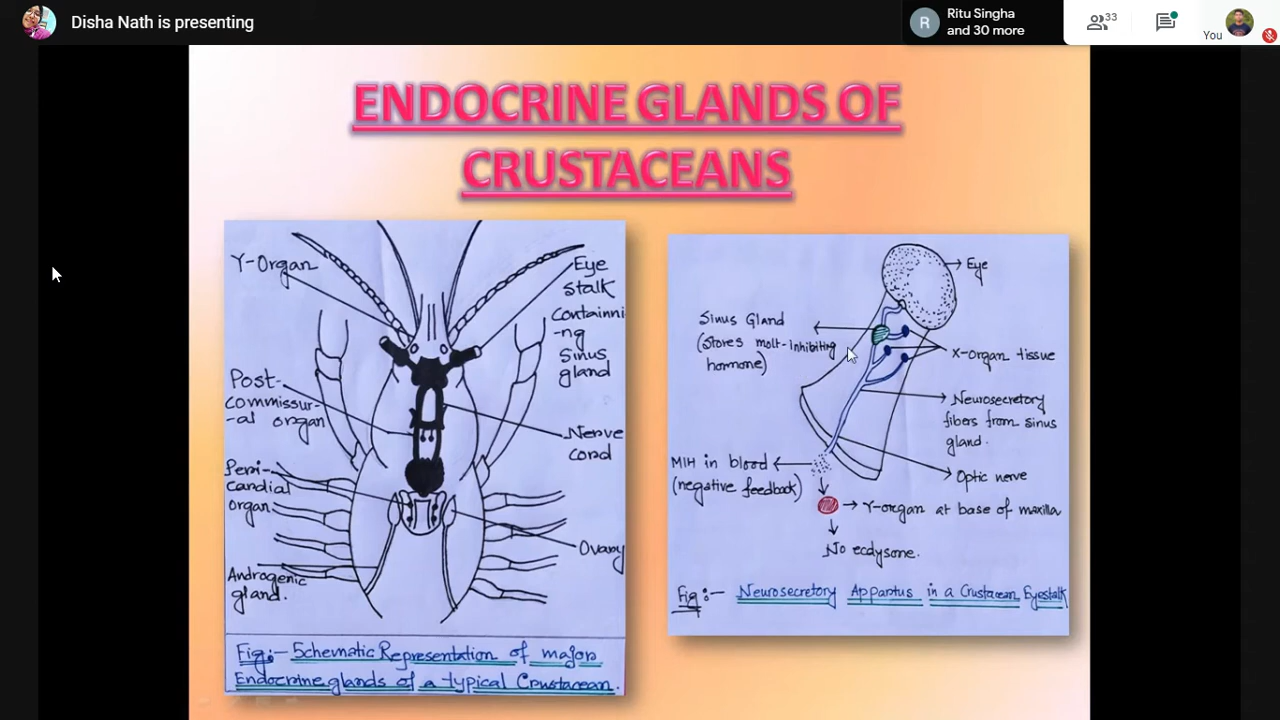 Disha Nath is presenting
R
Ritu Singha
and 30 more
33
You
ENDOCRINE GLANDS OF
CRUSTACEANS
Y-Organ
Eye
stalk
Containni
-ng
sinus
gland
Post-
commissur-
-al organ
Nerve
cord
Peri-
cardial
organ
Ovary
Androgenic
gland.
Fig:- Schematic Representation of major
Endocrine glands of a typical Crustacean.
Eye
Sinus Gland
(Stores molt-inhibiting
hormone)
X-organ tissue
Neurosecretory
fibers from sinus
gland.
MIH in blood
(negative feedback)
Optic nerve
Y-organ at base of maxilla
No ecdysone.
Fig:- Neurosecretory Appartus in a Crustacean Eyestalk